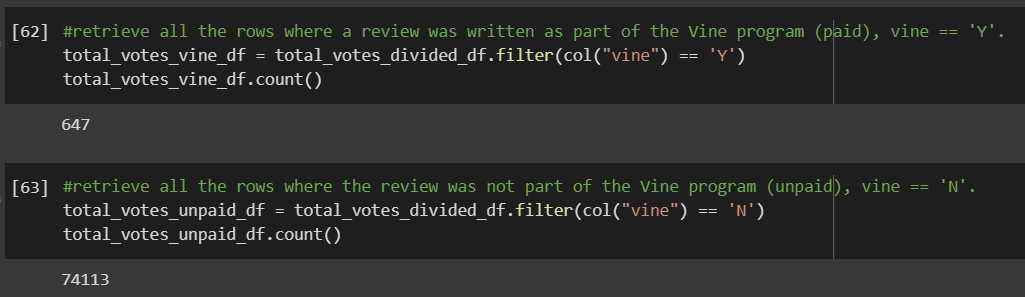 [62] #retrieve all the rows where a review was written as part of the Vine program (paid), vine == 'Y'.
total_votes_vine_df = total_votes_divided_df.filter(col("vine") == 'Y')
total_votes_vine_df.count()
647
[63] #retrieve all the rows where the review was not part of the Vine program (unpaid), vine == 'N'.
total_votes_unpaid_df = total_votes_divided_df.filter(col("vine") == 'N')
total_votes_unpaid_df.count()
74113